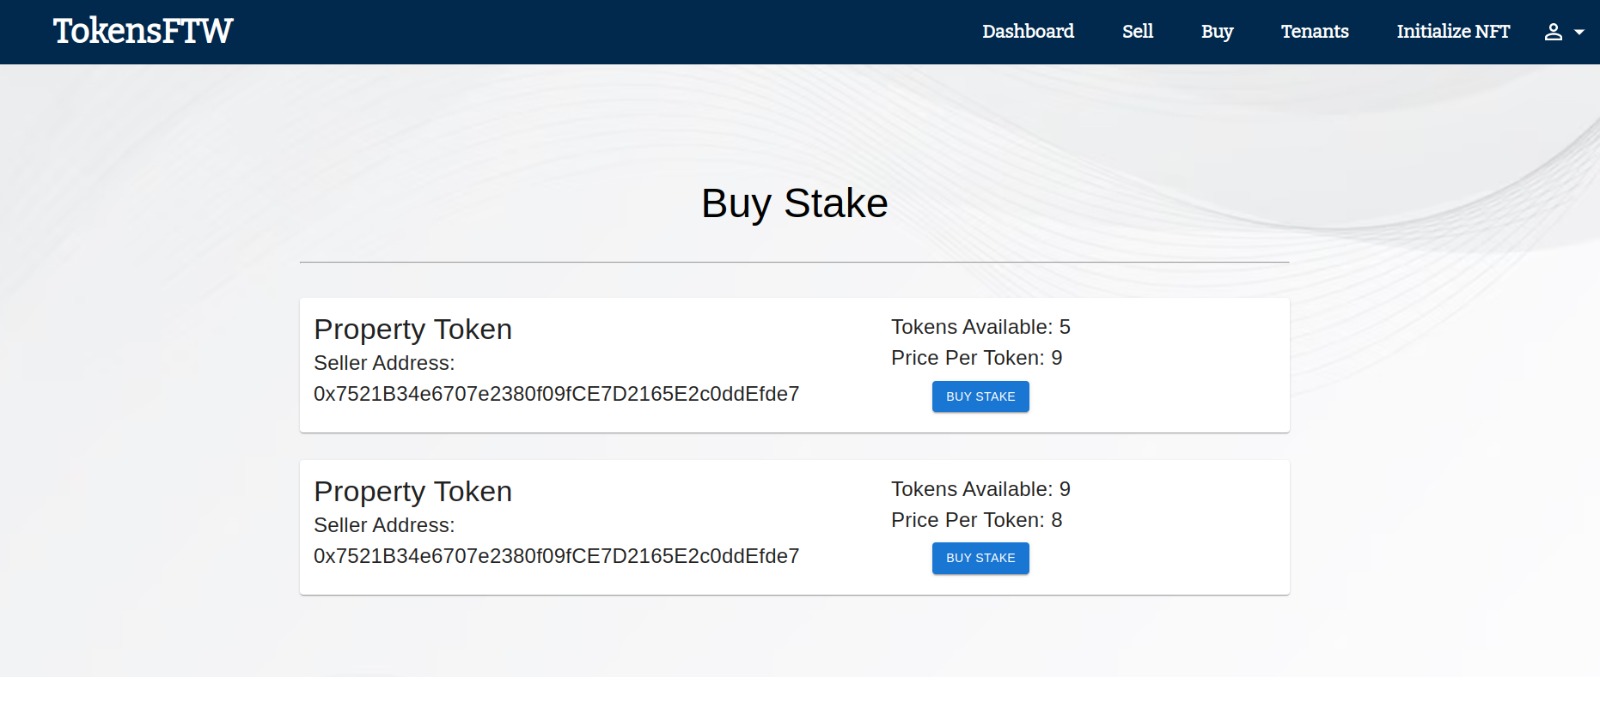 TokensFTW
Dashboard Sell Buy Tenants Initialize NFT
Buy Stake
Property Token
Seller Address:
0x7521B34e6707e2380f09fCE7D2165E2c0ddEfde7
Tokens Available: 5
Price Per Token: 9
BUY STAKE
Property Token
Seller Address:
0x7521B34e6707e2380f09fCE7D2165E2c0ddEfde7
Tokens Available: 9
Price Per Token: 8
BUY STAKE